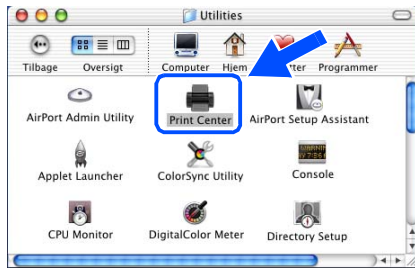 Utilities
Tilbage Oversigt Computer Hjem Programmer
AirPort Admin Utility Print Center AirPort Setup Assistant
Applet Launcher ColorSync Utility Console
CPU Monitor DigitalColor Meter Directory Setup